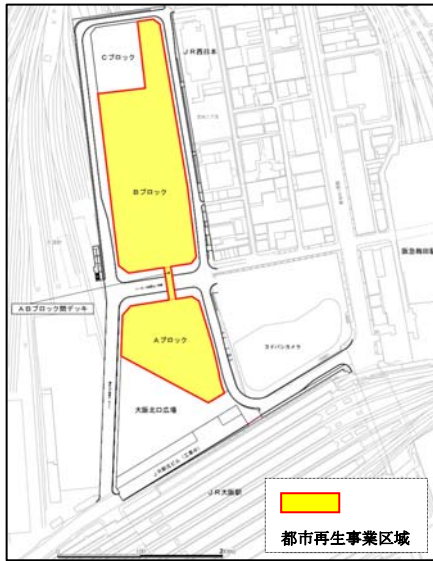 Cブロック
JR西日本
Bブロック
阪急梅田駅
ABブロック間デッキ
Aブロック
ヨドバシカメラ
大阪北口広場
JR大阪駅
都市再生事業区域